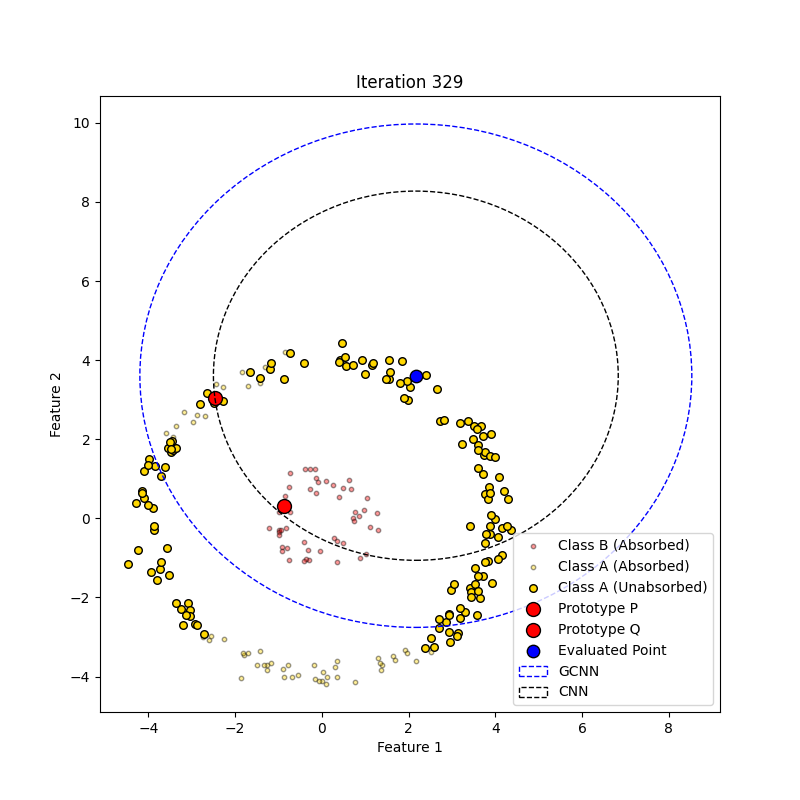 Iteration 329
Feature 2
10
8
6
4
2
0
−2
−4
−4
−2
0
2
4
6
8
Feature 1
Class B (Absorbed)
Class A (Absorbed)
Class A (Unabsorbed)
Prototype P
Prototype Q
Evaluated Point
GCNN
CNN